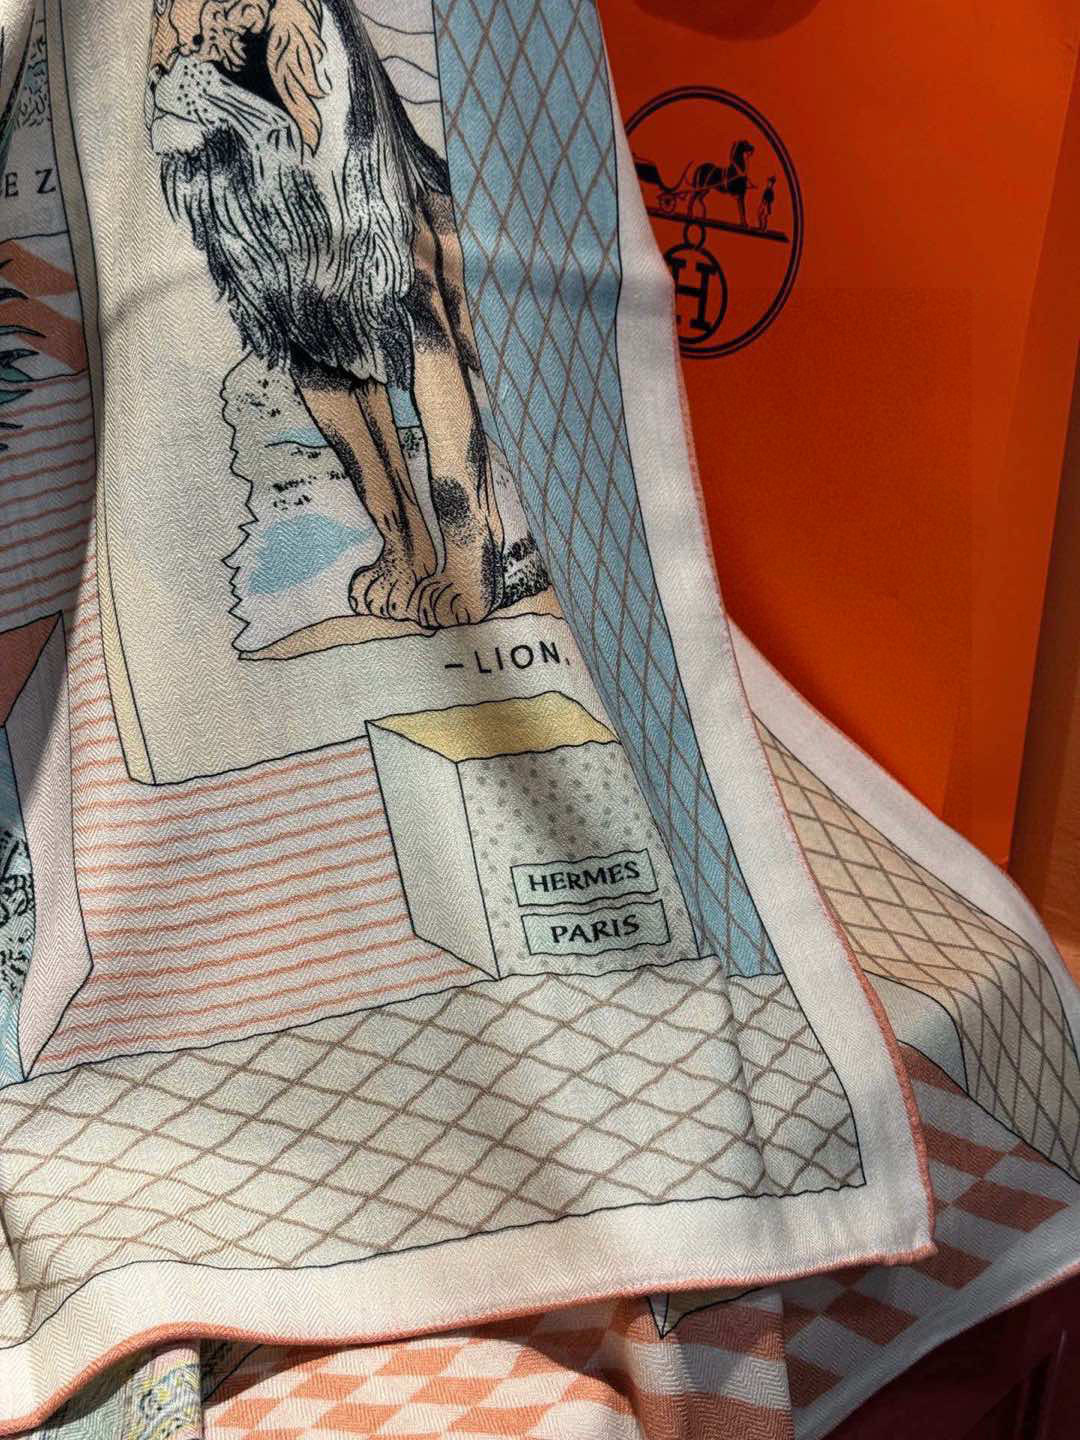 E Z
– LION,
HERMES
PARIS
H